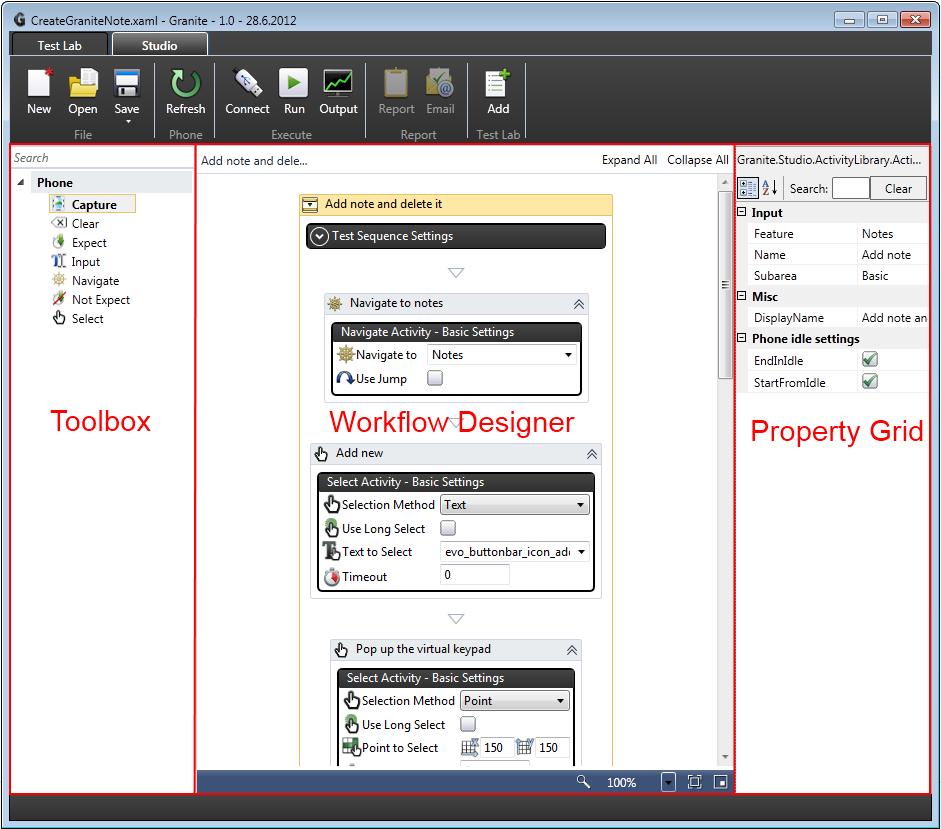 CreateGraniteNote.xaml - Granite - 1.0 - 28.6.2012
Test Lab
Studio
New
Open
Save
File
Refresh
Phone
Connect
Run
Output
Execute
Report
Email
Report
Add
Test Lab
Search
Phone
Capture
Clear
Expect
Input
Navigate
Not Expect
Select
Toolbox
Add note and dele...
Expand All
Collapse All
Add note and delete it
Test Sequence Settings
Navigate to notes
Navigate Activity - Basic Settings
Navigate to Notes
Use Jump
Workflow Designer
Add new
Select Activity - Basic Settings
Selection Method Text
Use Long Select
Text to Select evo_buttonbar_icon_adc
Timeout 0
Pop up the virtual keypad
Select Activity - Basic Settings
Selection Method Point
Use Long Select
Point to Select 150 150
100%
Granite.Studio.ActivityLibrary.Acti...
Search:
Clear
Input
Feature Notes
Name Add note
Subarea Basic
Misc
DisplayName Add note an
Phone idle settings
EndInIdle
StartFromIdle
Property Grid